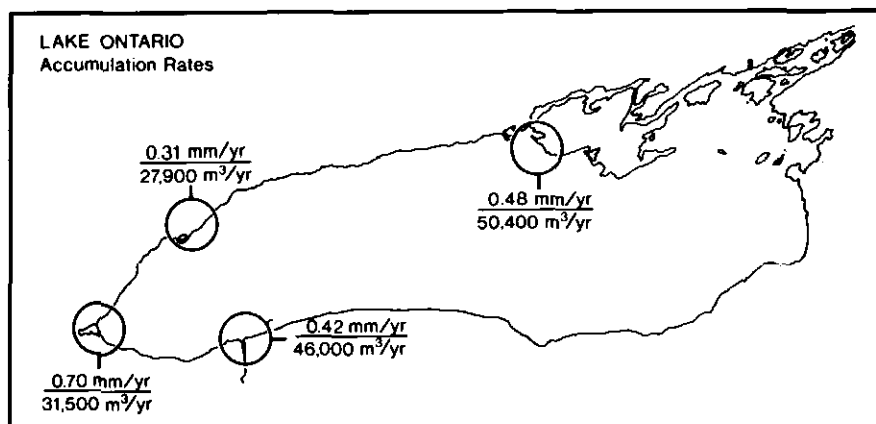 LAKE ONTARIO
Accumulation Rates
0.31 mm/yr
27,900 m³/yr
0.48 mm/yr
50,400 m³/yr
0.42 mm/yr
46,000 m³/yr
0.70 mm/yr
31,500 m³/yr